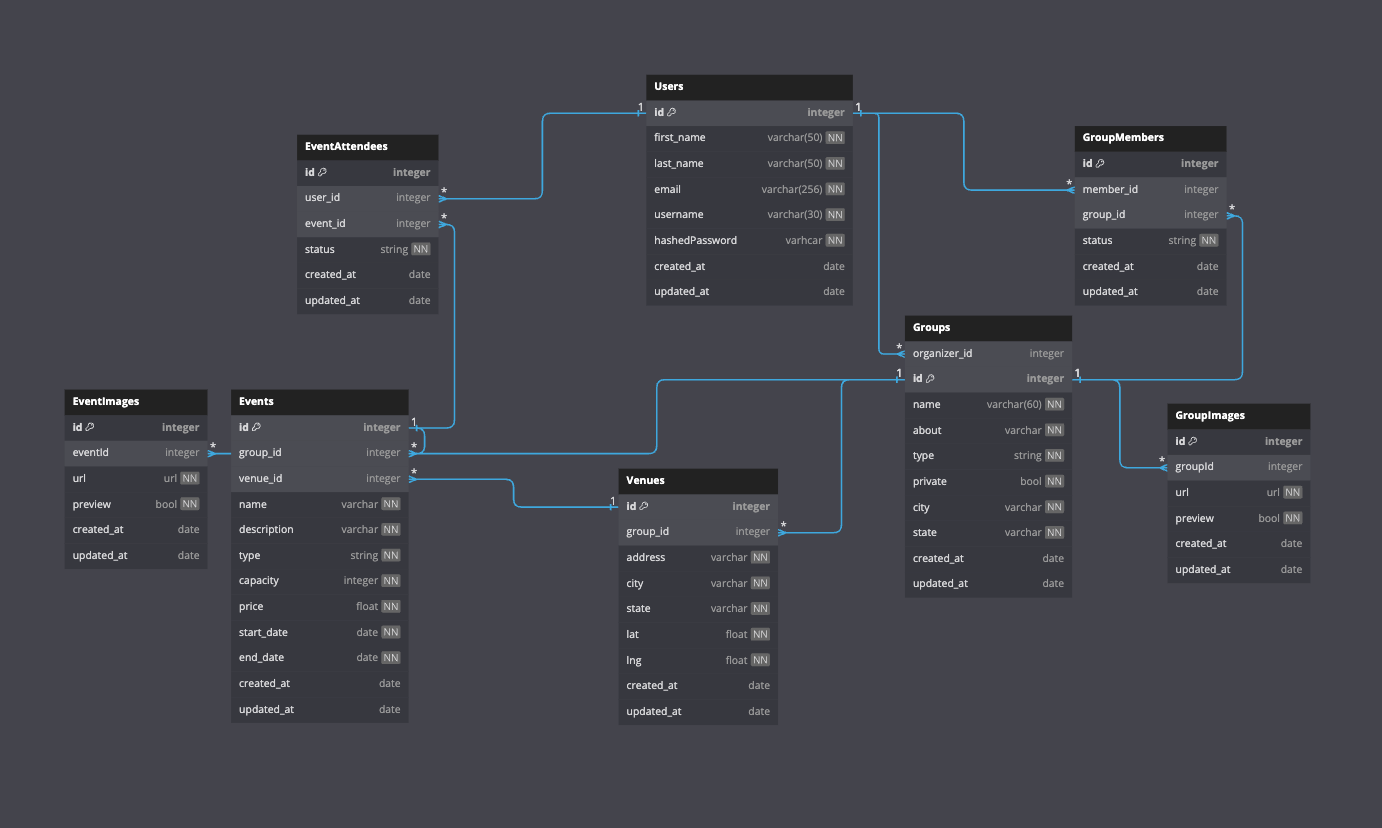 Users
id integer
first_name varchar(50) NN
last_name varchar(50) NN
email varchar(256) NN
username varchar(30) NN
hashedPassword varhcar NN
created_at date
updated_at date
1
1
EventAttendees
id integer
user_id integer
event_id integer
status string NN
created_at date
updated_at date
*
*
GroupMembers
id integer
member_id integer
group_id integer
status string NN
created_at date
updated_at date
*
*
Groups
organizer_id integer
id integer
name varchar(60) NN
about varchar NN
type string NN
private bool NN
city varchar NN
state varchar NN
created_at date
updated_at date
*
1
1
EventImages
id integer
eventId integer
url url NN
preview bool NN
created_at date
updated_at date
*
Events
id integer
group_id integer
venue_id integer
name varchar NN
description varchar NN
type string NN
capacity integer NN
price float NN
start_date date NN
end_date date NN
created_at date
updated_at date
1
*
*
Venues
id integer
group_id integer
address varchar NN
city varchar NN
state varchar NN
lat float NN
lng float NN
created_at date
updated_at date
1
*
GroupImages
id integer
groupId integer
url url NN
preview bool NN
created_at date
updated_at date
*